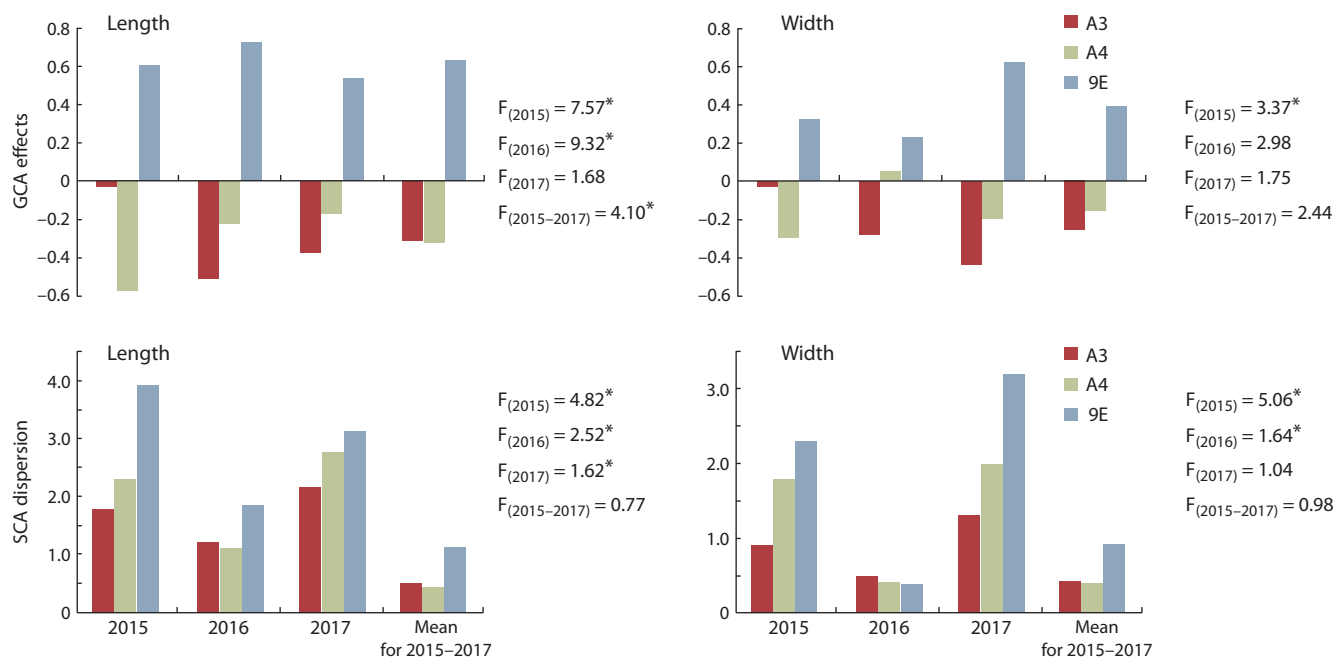 Length
GCA effects
0.8
0.6
0.4
0.2
0
−0.2
−0.4
−0.6
F(2015) = 7.57*
F(2016) = 9.32*
F(2017) = 1.68
F(2015–2017) = 4.10*
Width
0.8
0.6
0.4
0.2
0
−0.2
−0.4
−0.6
A3
A4
9E
F(2015) = 3.37*
F(2016) = 2.98
F(2017) = 1.75
F(2015–2017) = 2.44
Length
SCA dispersion
4.0
3.0
2.0
1.0
0
2015
2016
2017
Mean
for 2015–2017
F(2015) = 4.82*
F(2016) = 2.52*
F(2017) = 1.62*
F(2015–2017) = 0.77
Width
3.0
2.0
1.0
0
2015
2016
2017
Mean
for 2015–2017
A3
A4
9E
F(2015) = 5.06*
F(2016) = 1.64*
F(2017) = 1.04
F(2015–2017) = 0.98